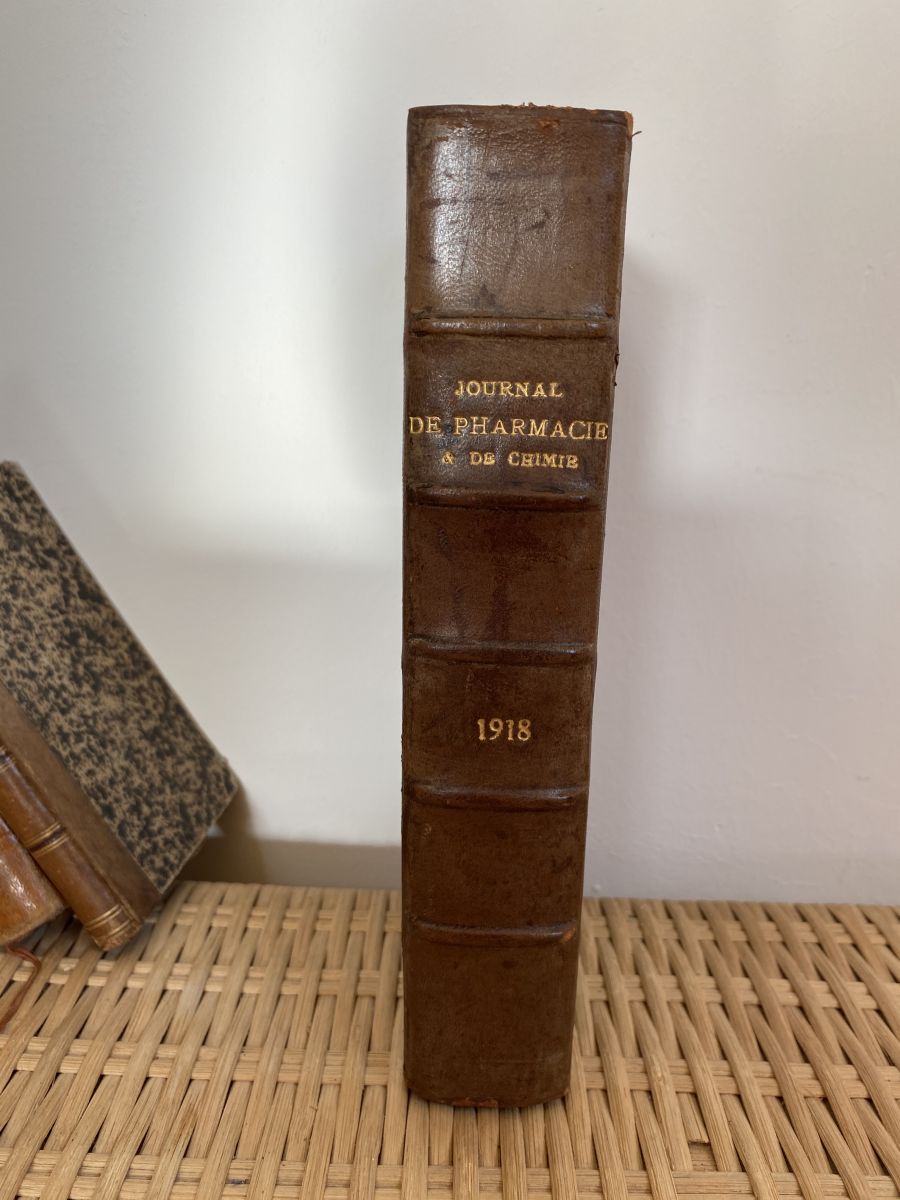 JOURNAL
DE PHARMACIE
& DE CHIMIE
1918